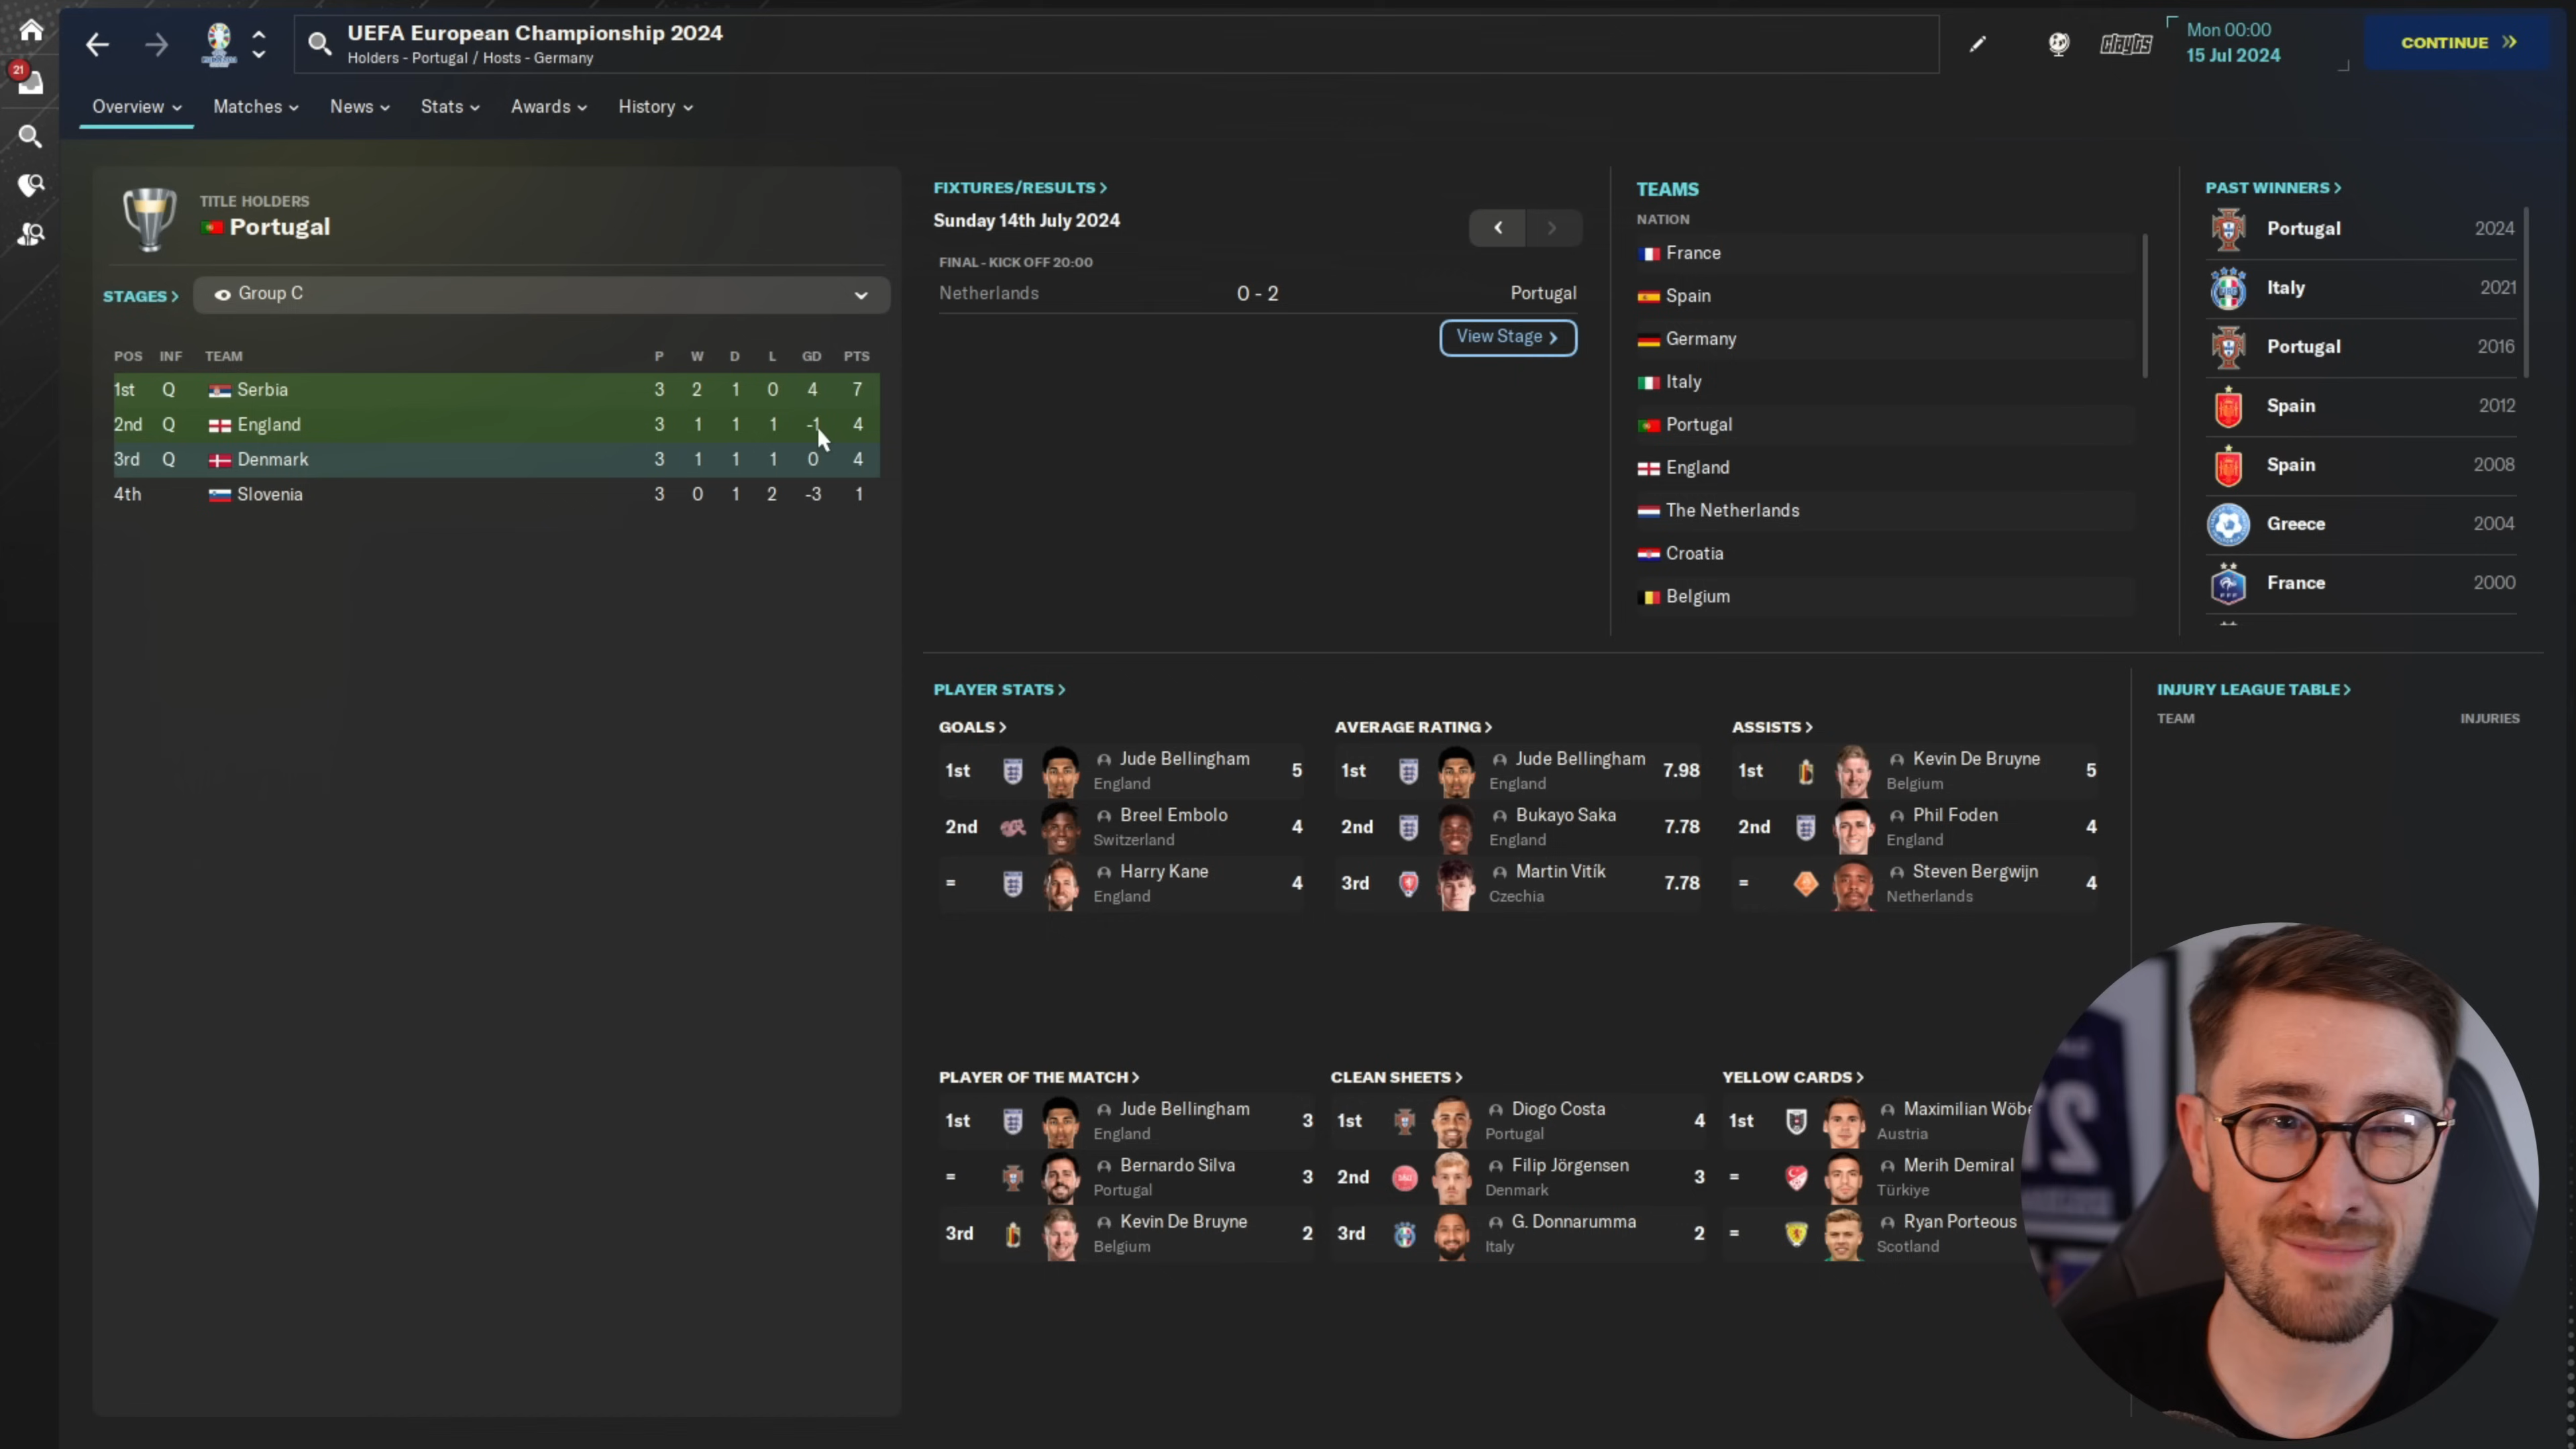 UEFA European Championship 2024
Holders - Portugal / Hosts - Germany
21
clayts
Mon 00:00
15 Jul 2024
CONTINUE
Overview
Matches
News
Stats
Awards
History
TITLE HOLDERS
Portugal
STAGES
Group C
POS INF TEAM P W D L GD PTS
1st Q Serbia 3 2 1 0 4 7
2nd Q England 3 1 1 1 -1 4
3rd Q Denmark 3 1 1 1 0 4
4th Slovenia 3 0 1 2 -3 1
FIXTURES/RESULTS
Sunday 14th July 2024
FINAL - KICK OFF 20:00
Netherlands 0 - 2 Portugal
View Stage
TEAMS
NATION
France
Spain
Germany
Italy
Portugal
England
The Netherlands
Croatia
Belgium
PAST WINNERS
Portugal 2024
Italy 2021
Portugal 2016
Spain 2012
Spain 2008
Greece 2004
France 2000
PLAYER STATS
GOALS
1st Jude Bellingham 5
England
2nd Breel Embolo 4
Switzerland
= Harry Kane 4
England
AVERAGE RATING
1st Jude Bellingham 7.98
England
2nd Bukayo Saka 7.78
England
3rd Martin Vitík 7.78
Czechia
ASSISTS
1st Kevin De Bruyne 5
Belgium
2nd Phil Foden 4
England
= Steven Bergwijn 4
Netherlands
INJURY LEAGUE TABLE
TEAM INJURIES
PLAYER OF THE MATCH
1st Jude Bellingham 3
England
= Bernardo Silva 3
Portugal
3rd Kevin De Bruyne 2
Belgium
CLEAN SHEETS
1st Diogo Costa 4
Portugal
2nd Filip Jörgensen 3
Denmark
3rd G. Donnarumma 2
Italy
YELLOW CARDS
1st Maximilian Wöbe
Austria
= Merih Demiral
Türkiye
= Ryan Porteous
Scotland